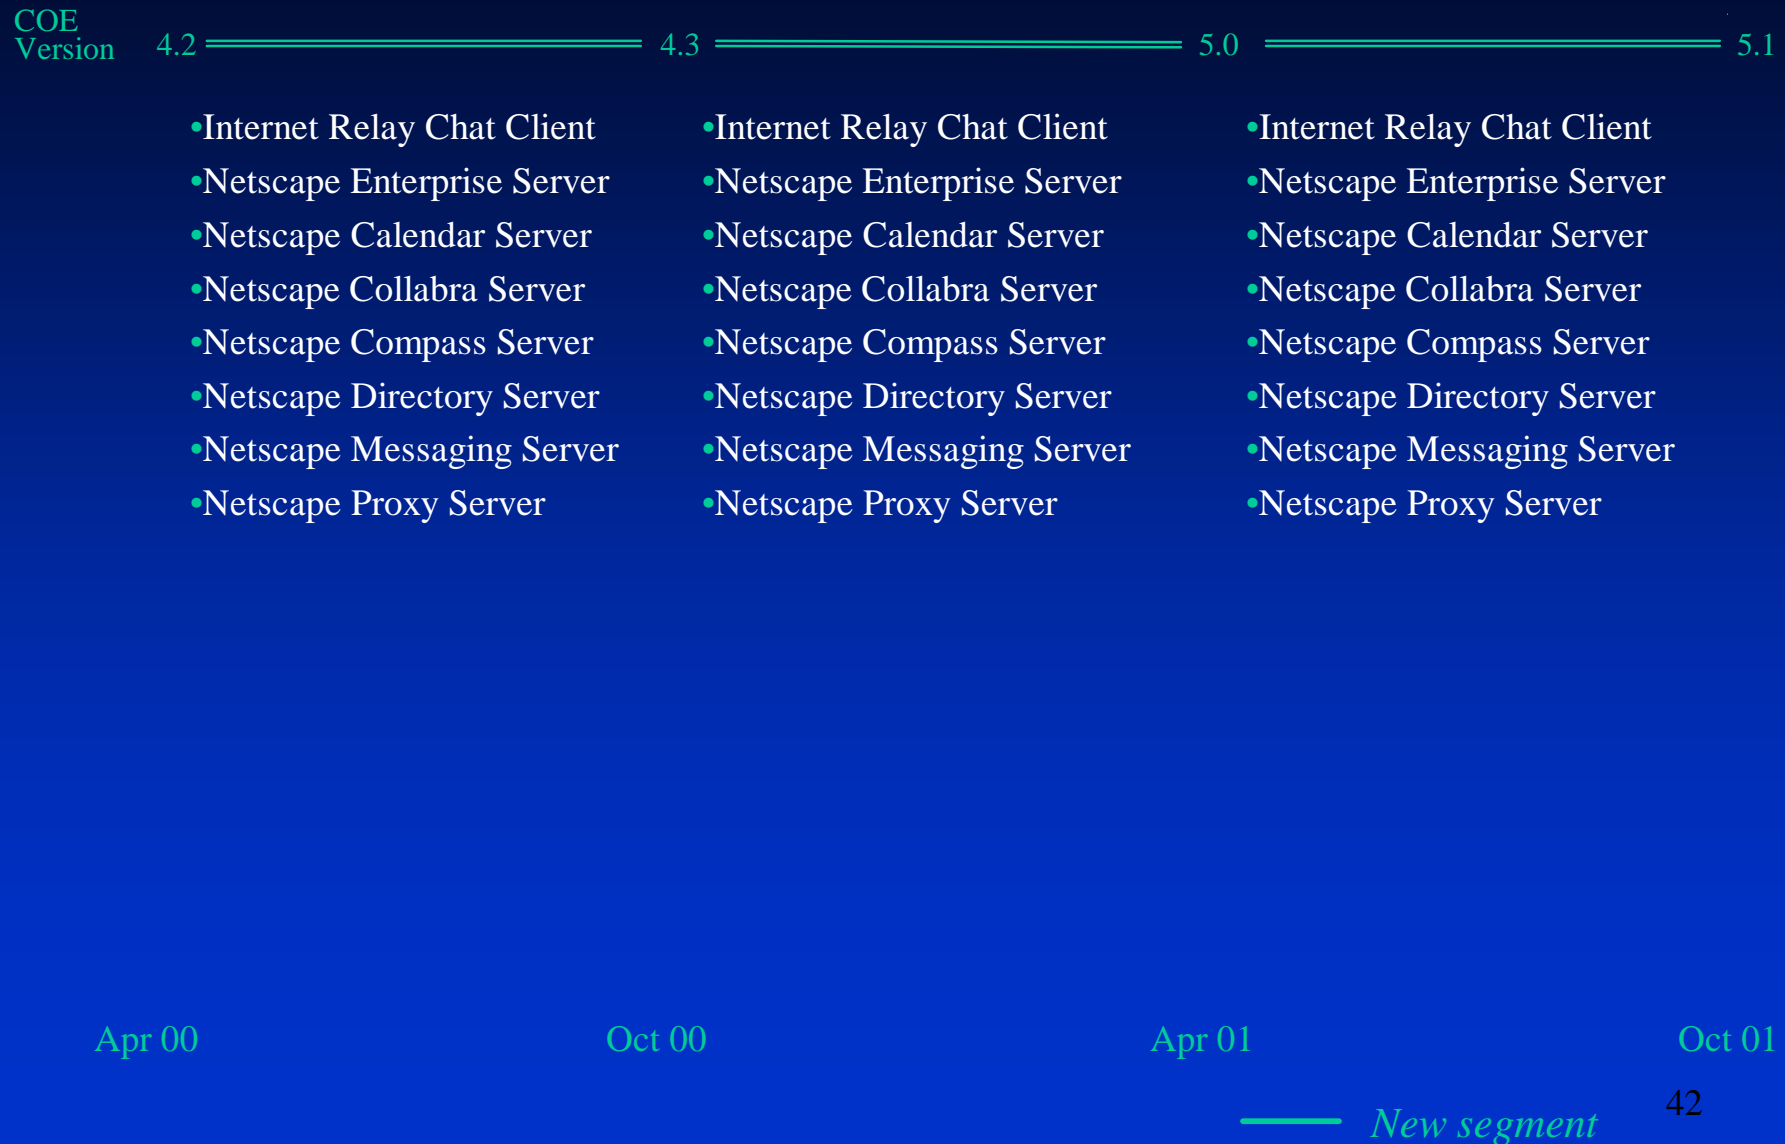 COE
Version 4.2 4.3 5.0 5.1
•Internet Relay Chat Client •Internet Relay Chat Client •Internet Relay Chat Client
•Netscape Enterprise Server •Netscape Enterprise Server •Netscape Enterprise Server
•Netscape Calendar Server •Netscape Calendar Server •Netscape Calendar Server
•Netscape Collabra Server •Netscape Collabra Server •Netscape Collabra Server
•Netscape Compass Server •Netscape Compass Server •Netscape Compass Server
•Netscape Directory Server •Netscape Directory Server •Netscape Directory Server
•Netscape Messaging Server •Netscape Messaging Server •Netscape Messaging Server
•Netscape Proxy Server •Netscape Proxy Server •Netscape Proxy Server
Apr 00 Oct 00 Apr 01 Oct 01
New segment 42